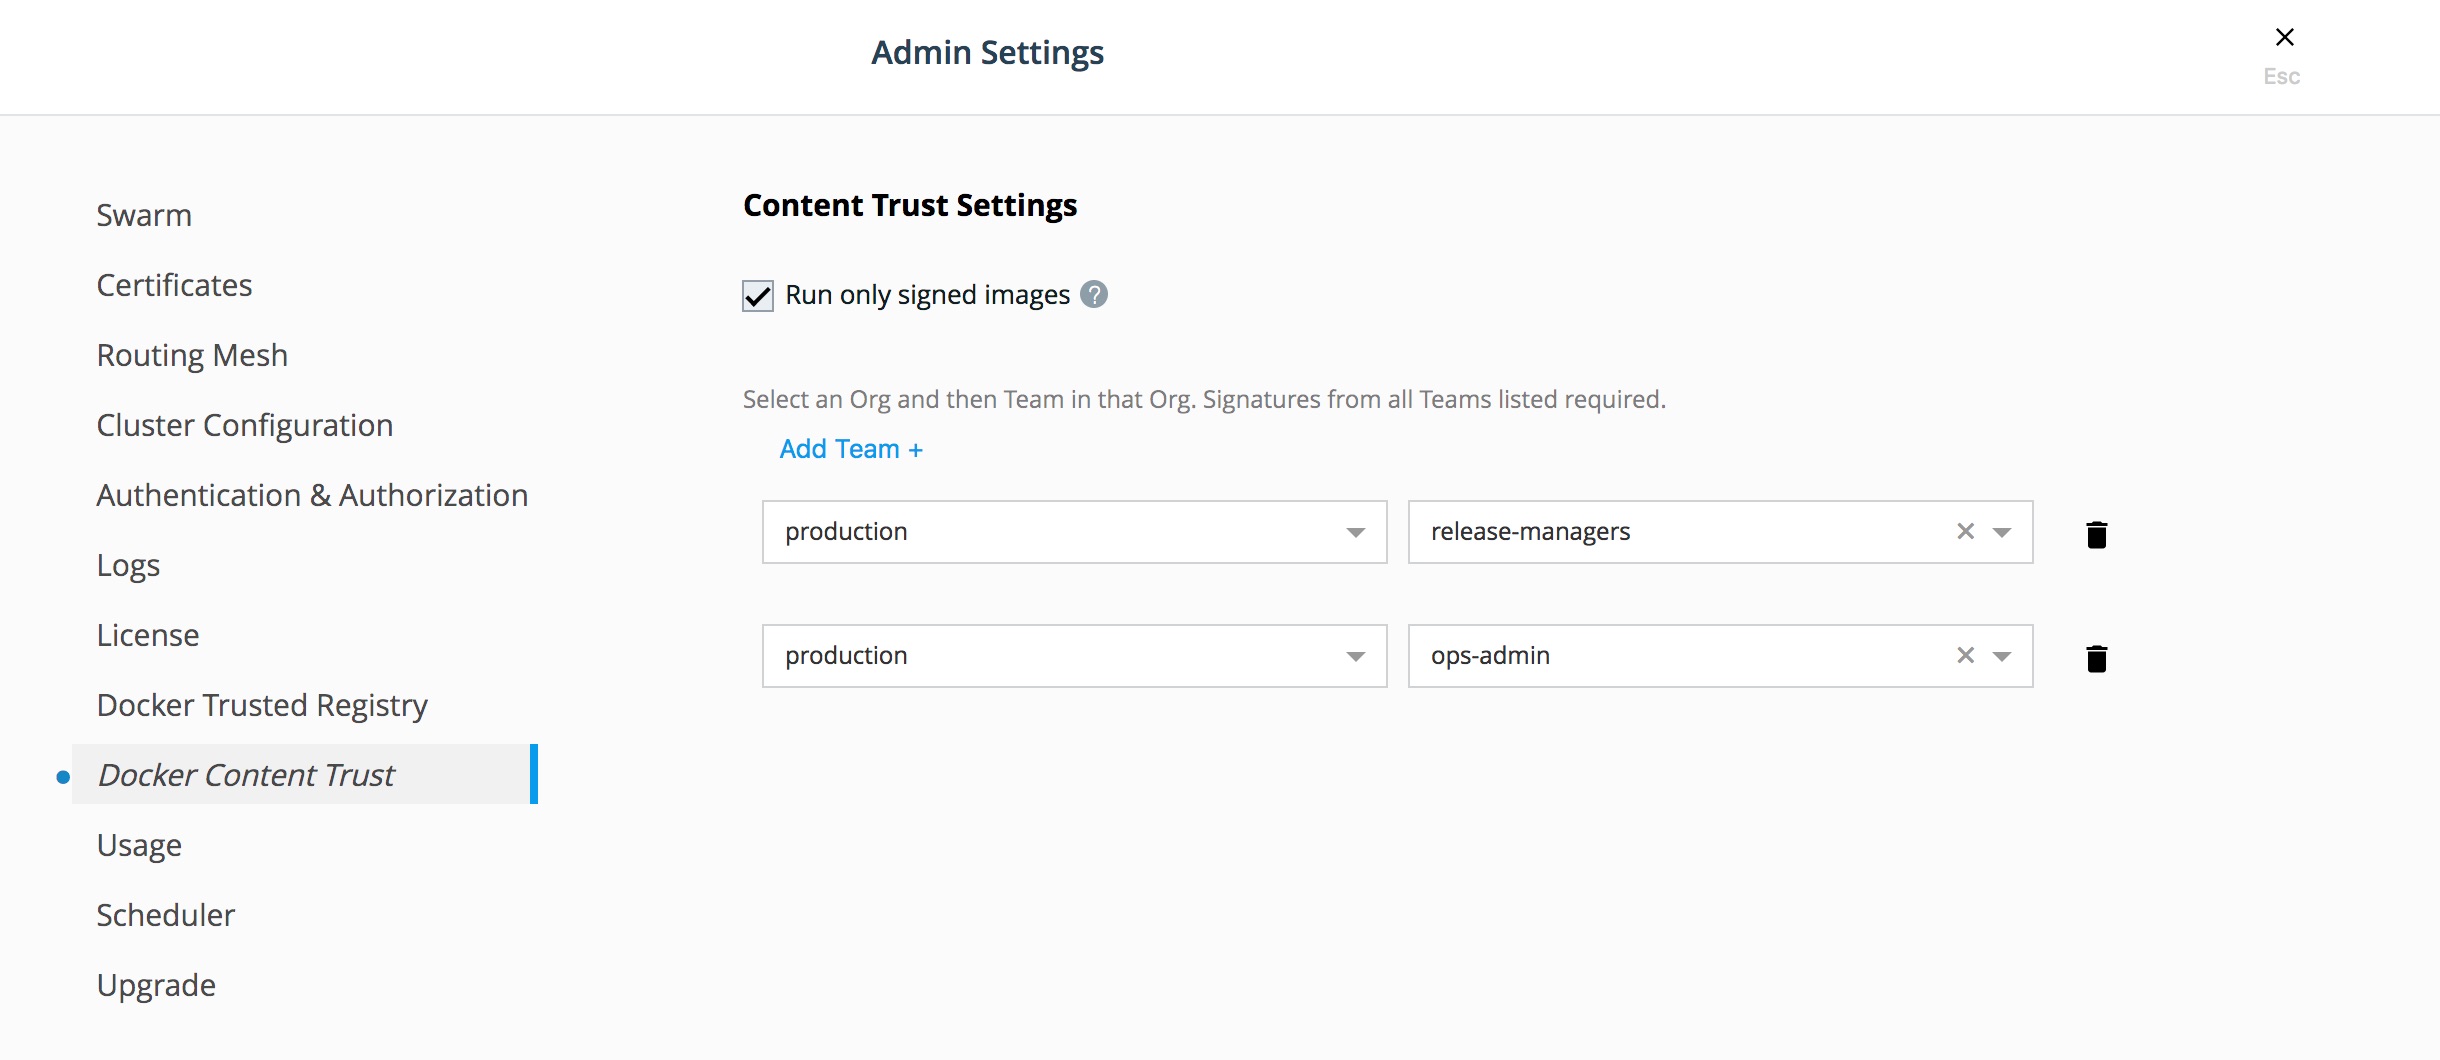 Admin Settings
Esc
Swarm
Certificates
Routing Mesh
Cluster Configuration
Authentication & Authorization
Logs
License
Docker Trusted Registry
Docker Content Trust
Usage
Scheduler
Upgrade
Content Trust Settings
Run only signed images ?
Select an Org and then Team in that Org. Signatures from all Teams listed required.
Add Team +
production release-managers
production ops-admin